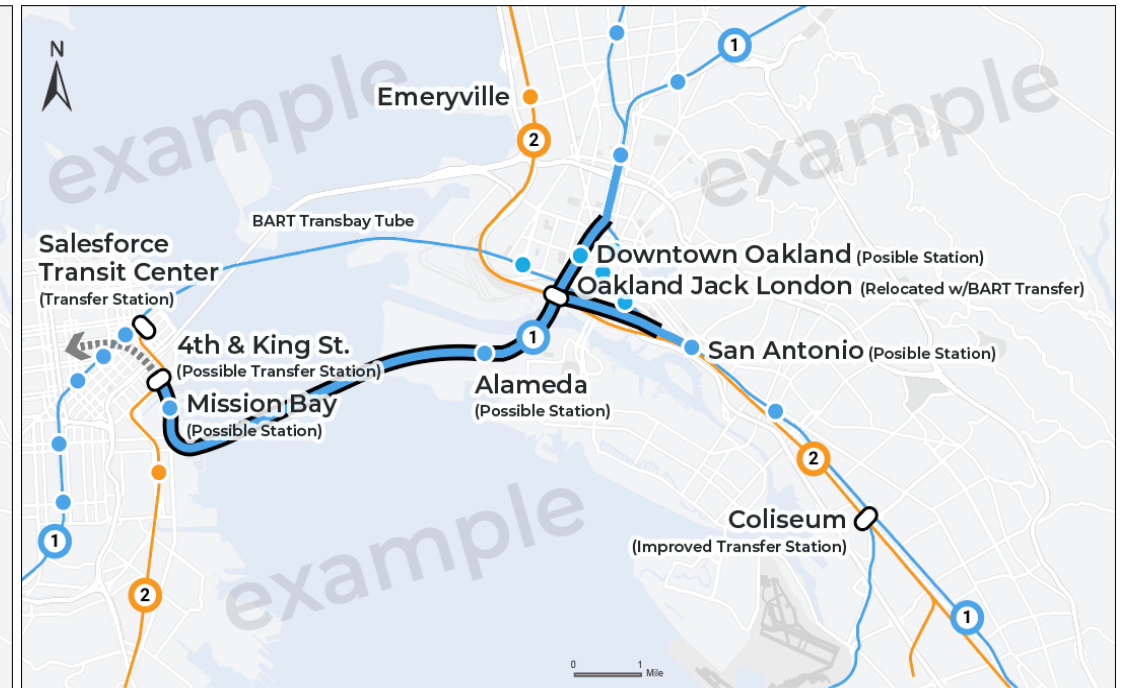 N
example
Emeryville
2
1
example
BART Transbay Tube
Salesforce
Transit Center
(Transfer Station)
Downtown Oakland (Posible Station)
Oakland Jack London (Relocated w/BART Transfer)
4th & King St.
(Possible Transfer Station)
1
San Antonio (Posible Station)
Alameda
(Possible Station)
Mission Bay
(Possible Station)
2
example
Coliseum
(Improved Transfer Station)
1
2
1
0 1
Mile